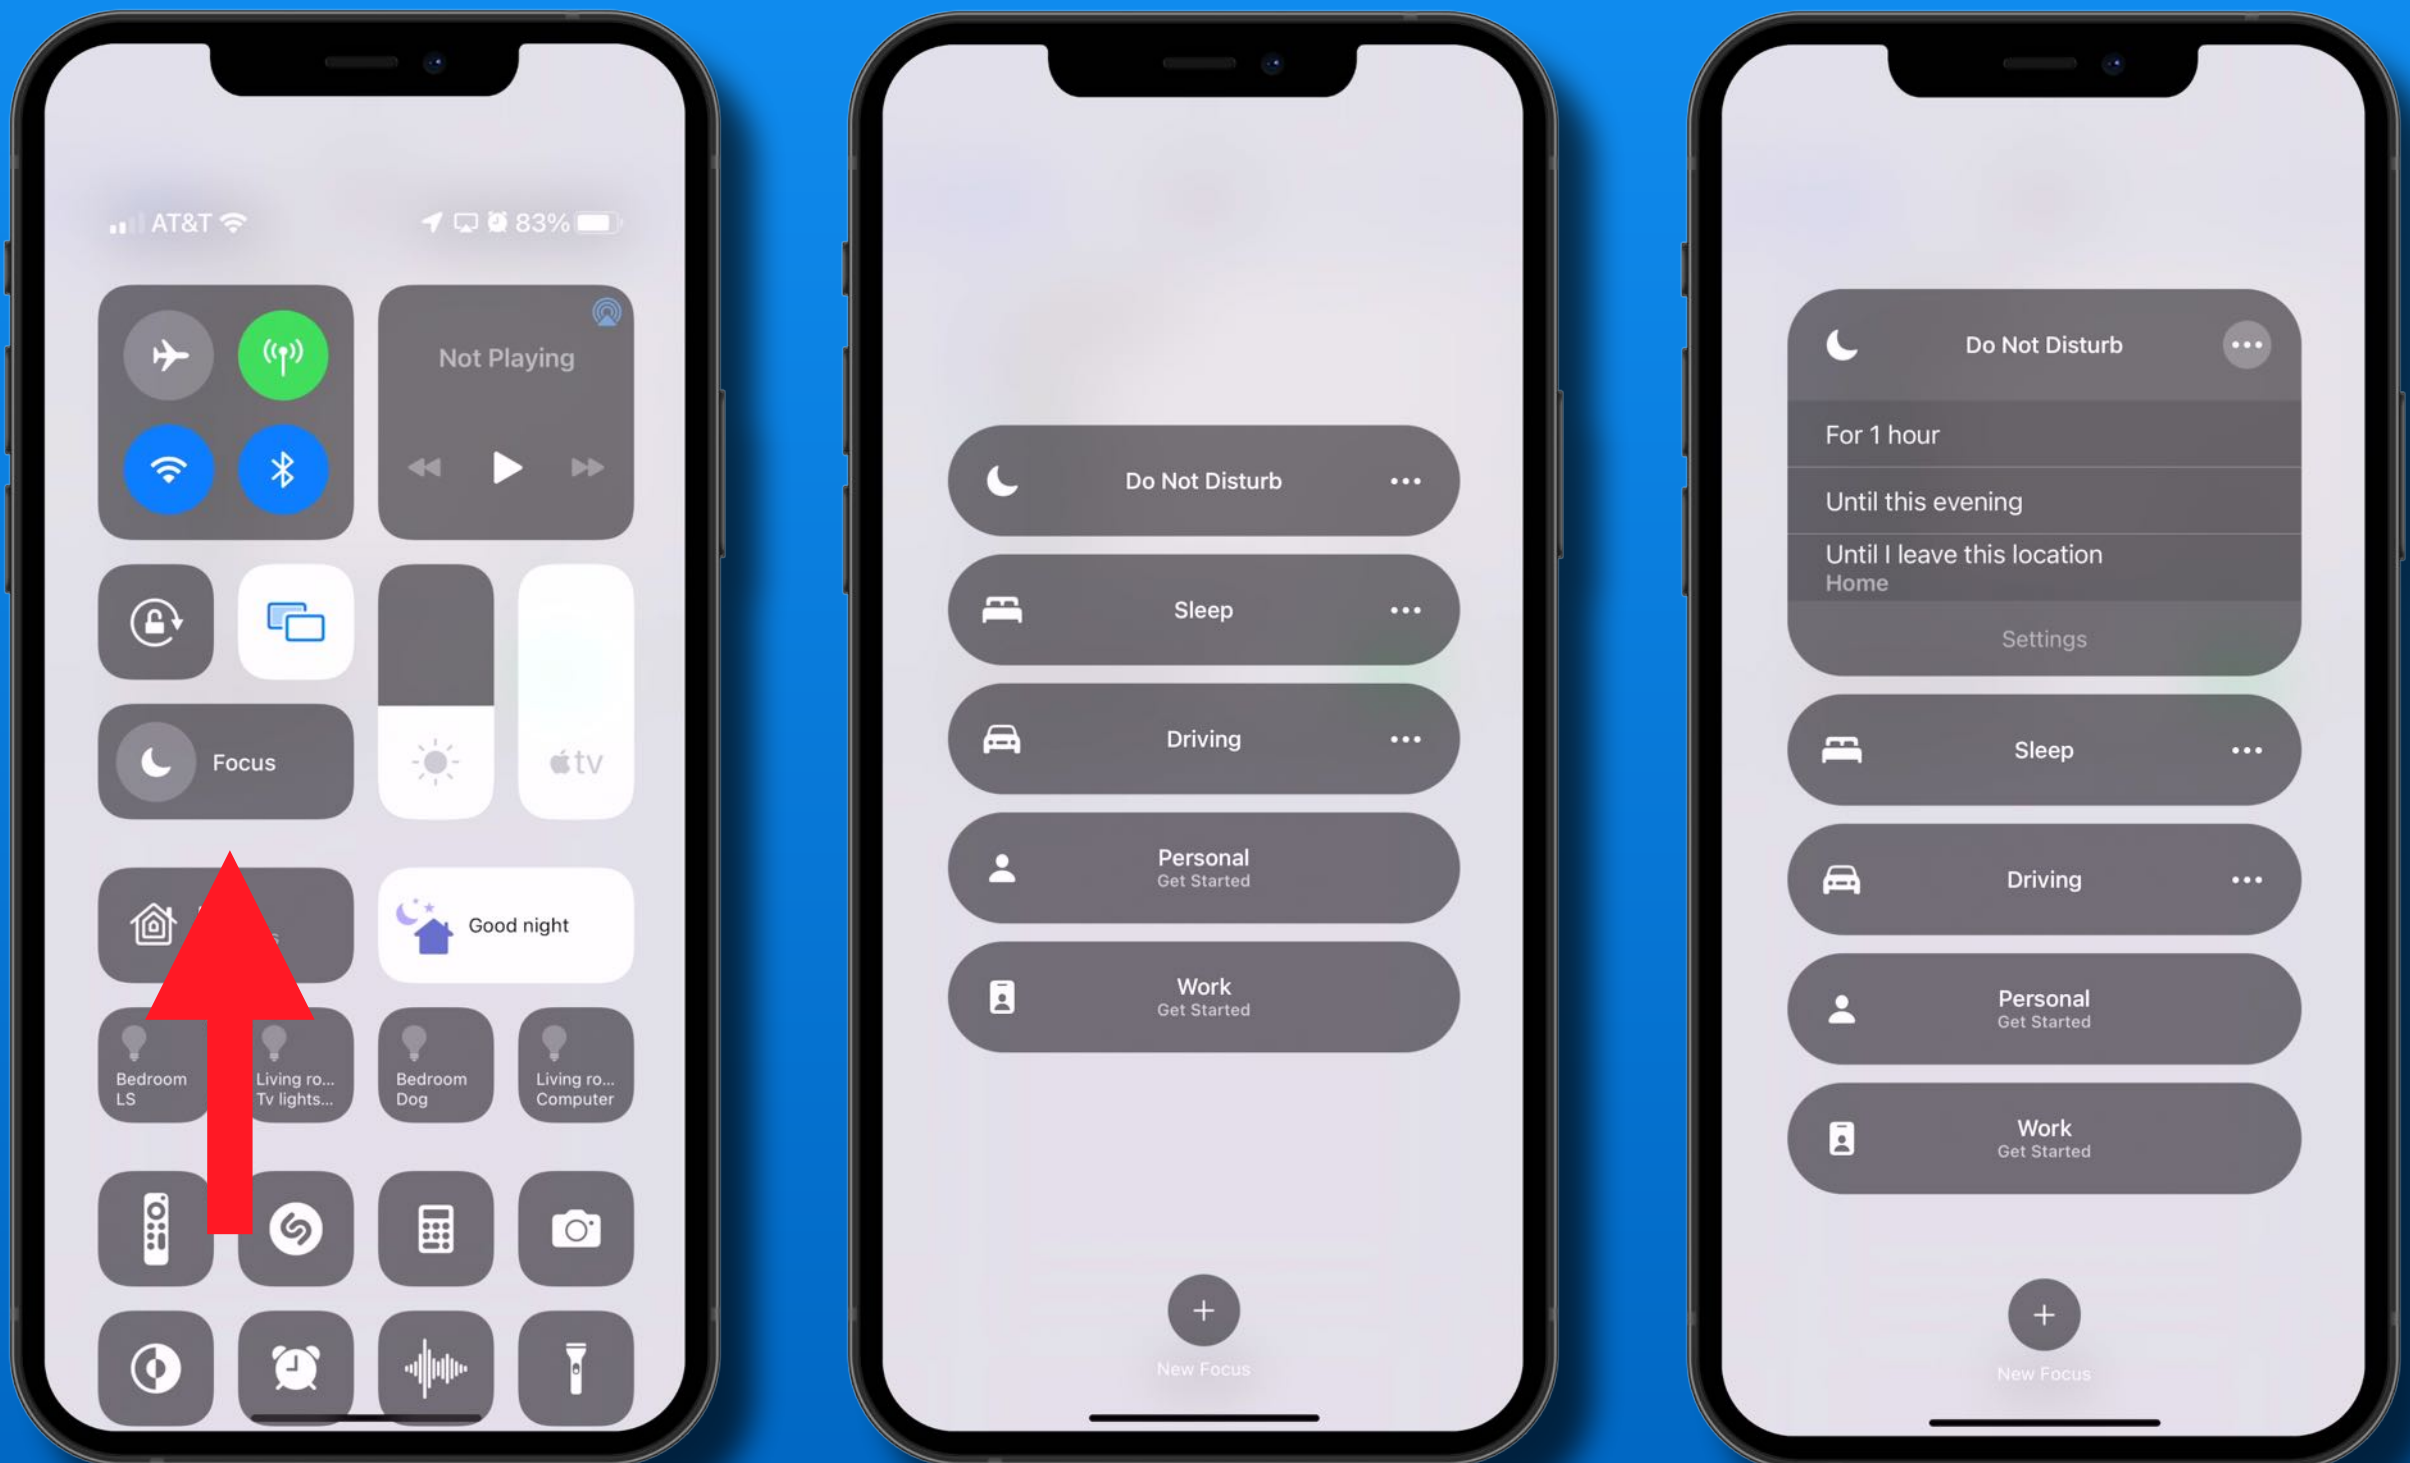 AT&T
83%
Not Playing
Focus
tv
Good night
Bedroom
LS
Living ro...
Tv lights...
Bedroom
Dog
Living ro...
Computer
Do Not Disturb
Sleep
Driving
Personal
Get Started
Work
Get Started
New Focus
Do Not Disturb
For 1 hour
Until this evening
Until I leave this location
Home
Settings
Sleep
Driving
Personal
Get Started
Work
Get Started
New Focus